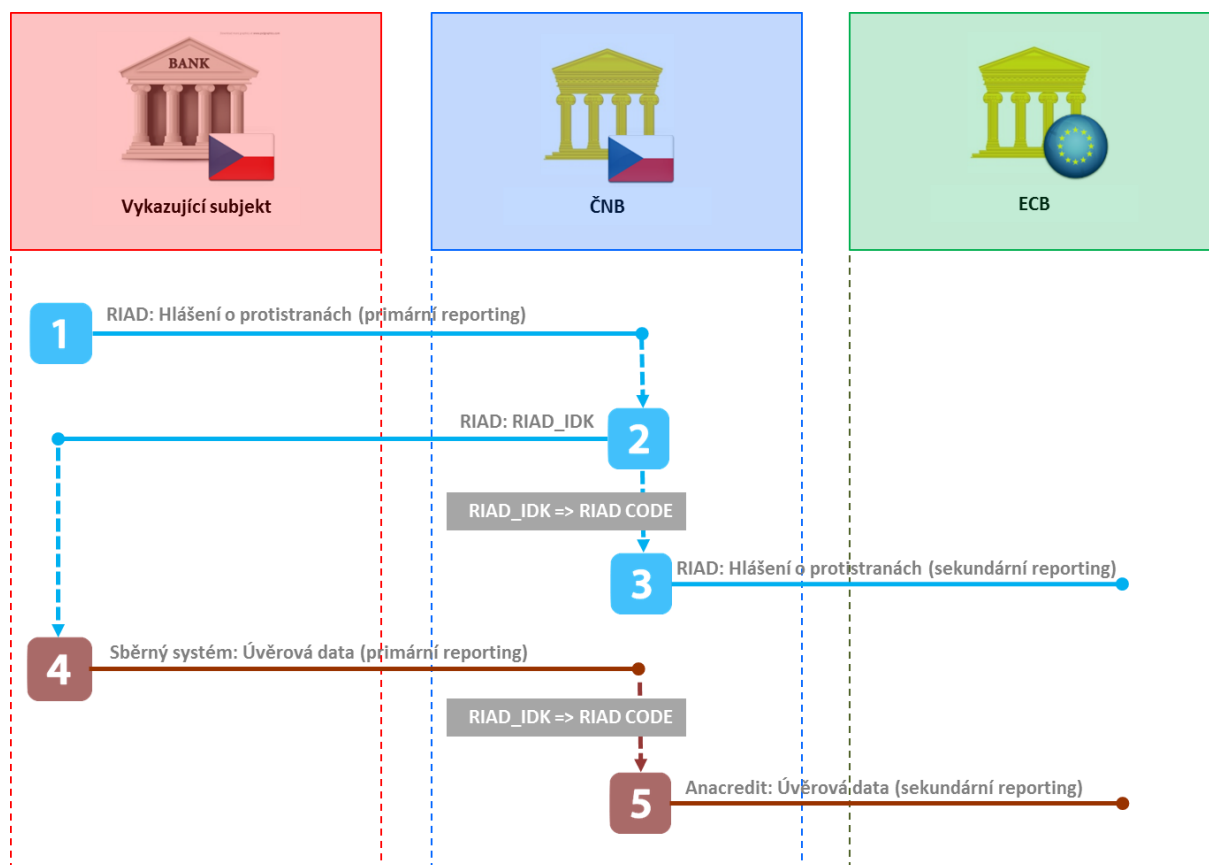 BANK
Vykazující subjekt
ČNB
ECB
RIAD: Hlášení o protistranách (primární reporting)
1
RIAD: RIAD_IDK
2
RIAD_IDK => RIAD CODE
RIAD: Hlášení o protistranách (sekundární reporting)
3
Sběrný systém: Úvěrová data (primární reporting)
4
RIAD_IDK => RIAD CODE
Anacredit: Úvěrová data (sekundární reporting)
5